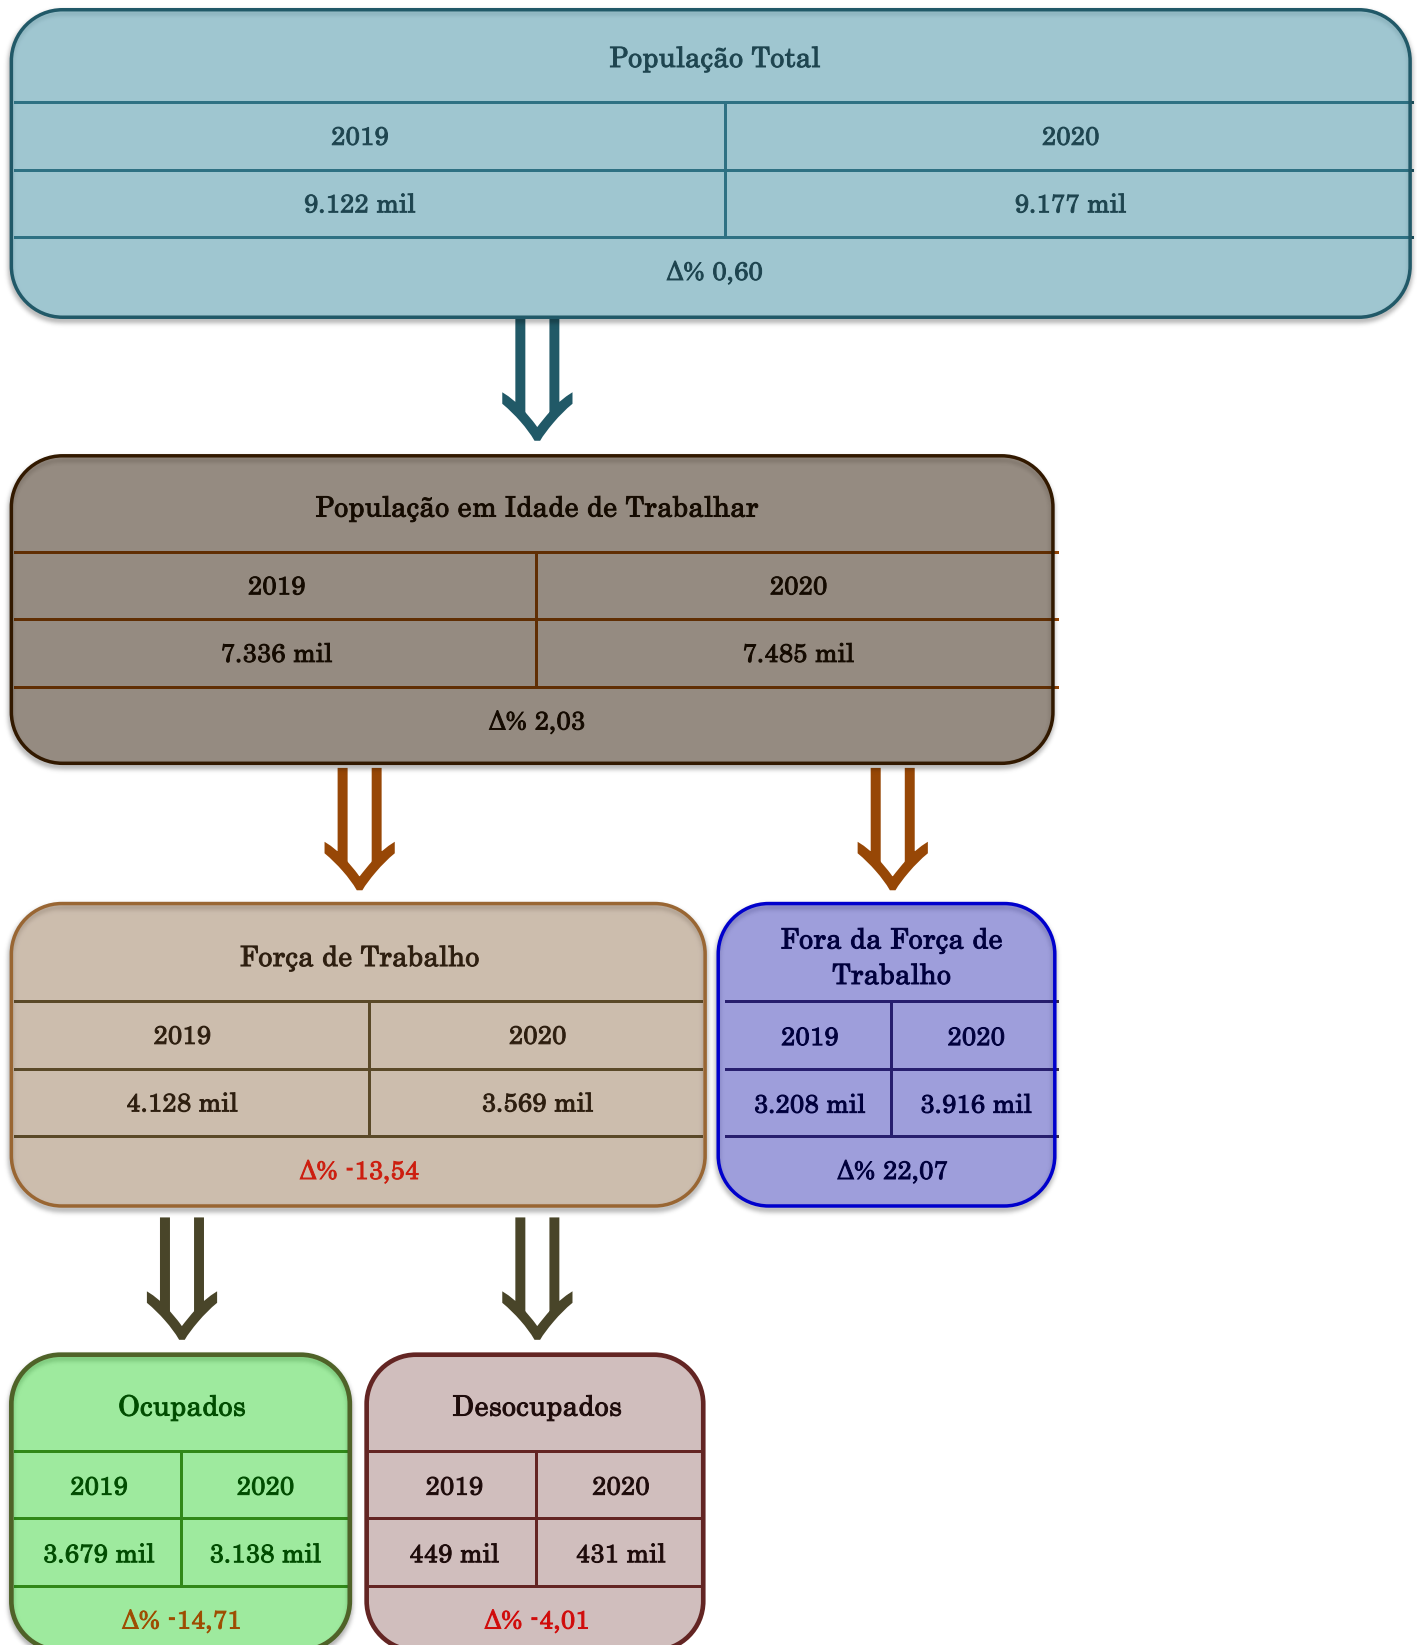 População Total
2019 2020
9.122 mil 9.177 mil
Δ% 0,60
População em Idade de Trabalhar
2019 2020
7.336 mil 7.485 mil
Δ% 2,03
Força de Trabalho
2019 2020
4.128 mil 3.569 mil
Δ% -13,54
Fora da Força de
Trabalho
2019 2020
3.208 mil 3.916 mil
Δ% 22,07
Ocupados
2019 2020
3.679 mil 3.138 mil
Δ% -14,71
Desocupados
2019 2020
449 mil 431 mil
Δ% -4,01